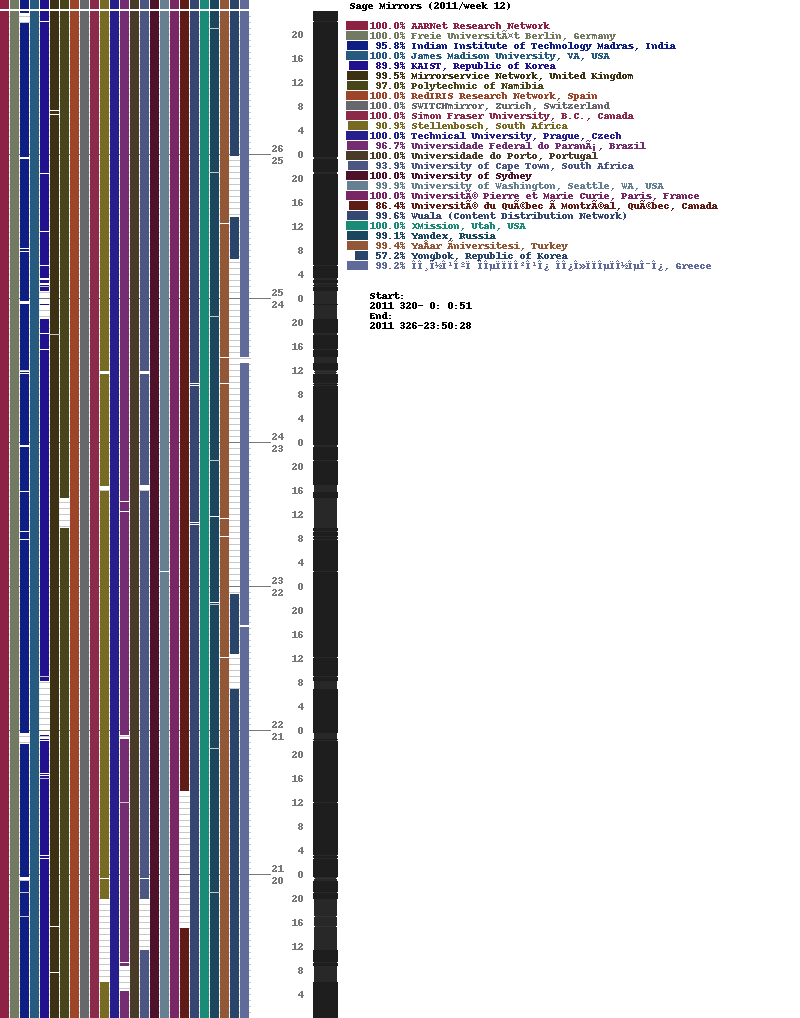 Sage Mirrors (2011/week 12)
100.0% AARNet Research Network
100.0% Freie UniversitÃ¤t Berlin, Germany
95.8% Indian Institute of Technology Madras, India
100.0% James Madison University, VA, USA
89.9% KAIST, Republic of Korea
99.5% Mirrorservice Network, United Kingdom
97.0% Polytechnic of Namibia
100.0% RedIRIS Research Network, Spain
100.0% SWITCHmirror, Zurich, Switzerland
100.0% Simon Fraser University, B.C., Canada
90.9% Stellenbosch, South Africa
100.0% Technical University, Prague, Czech
96.7% Universidade Federal do ParanÃ¡, Brazil
100.0% Universidade do Porto, Portugal
93.9% University of Cape Town, South Africa
100.0% University of Sydney
99.9% University of Washington, Seattle, WA, USA
100.0% UniversitÃ© Pierre et Marie Curie, Paris, France
86.4% UniversitÃ© du QuÃ©bec Ã MontrÃ©al, QuÃ©bec, Canada
99.6% Wuala (Content Distribution Network)
100.0% XMission, Utah, USA
99.1% Yandex, Russia
99.4% YaÅar Ãniversitesi, Turkey
57.2% Yongbok, Republic of Korea
99.2% Greece
Start:
2011 320- 0: 0:51
End:
2011 326-23:50:28
20
16
12
8
4
26
0
25
20
16
12
8
4
25
0
24
20
16
12
8
4
24
0
23
20
16
12
8
4
23
0
22
20
16
12
8
4
22
0
21
20
16
12
8
4
21
0
20
20
16
12
8
4